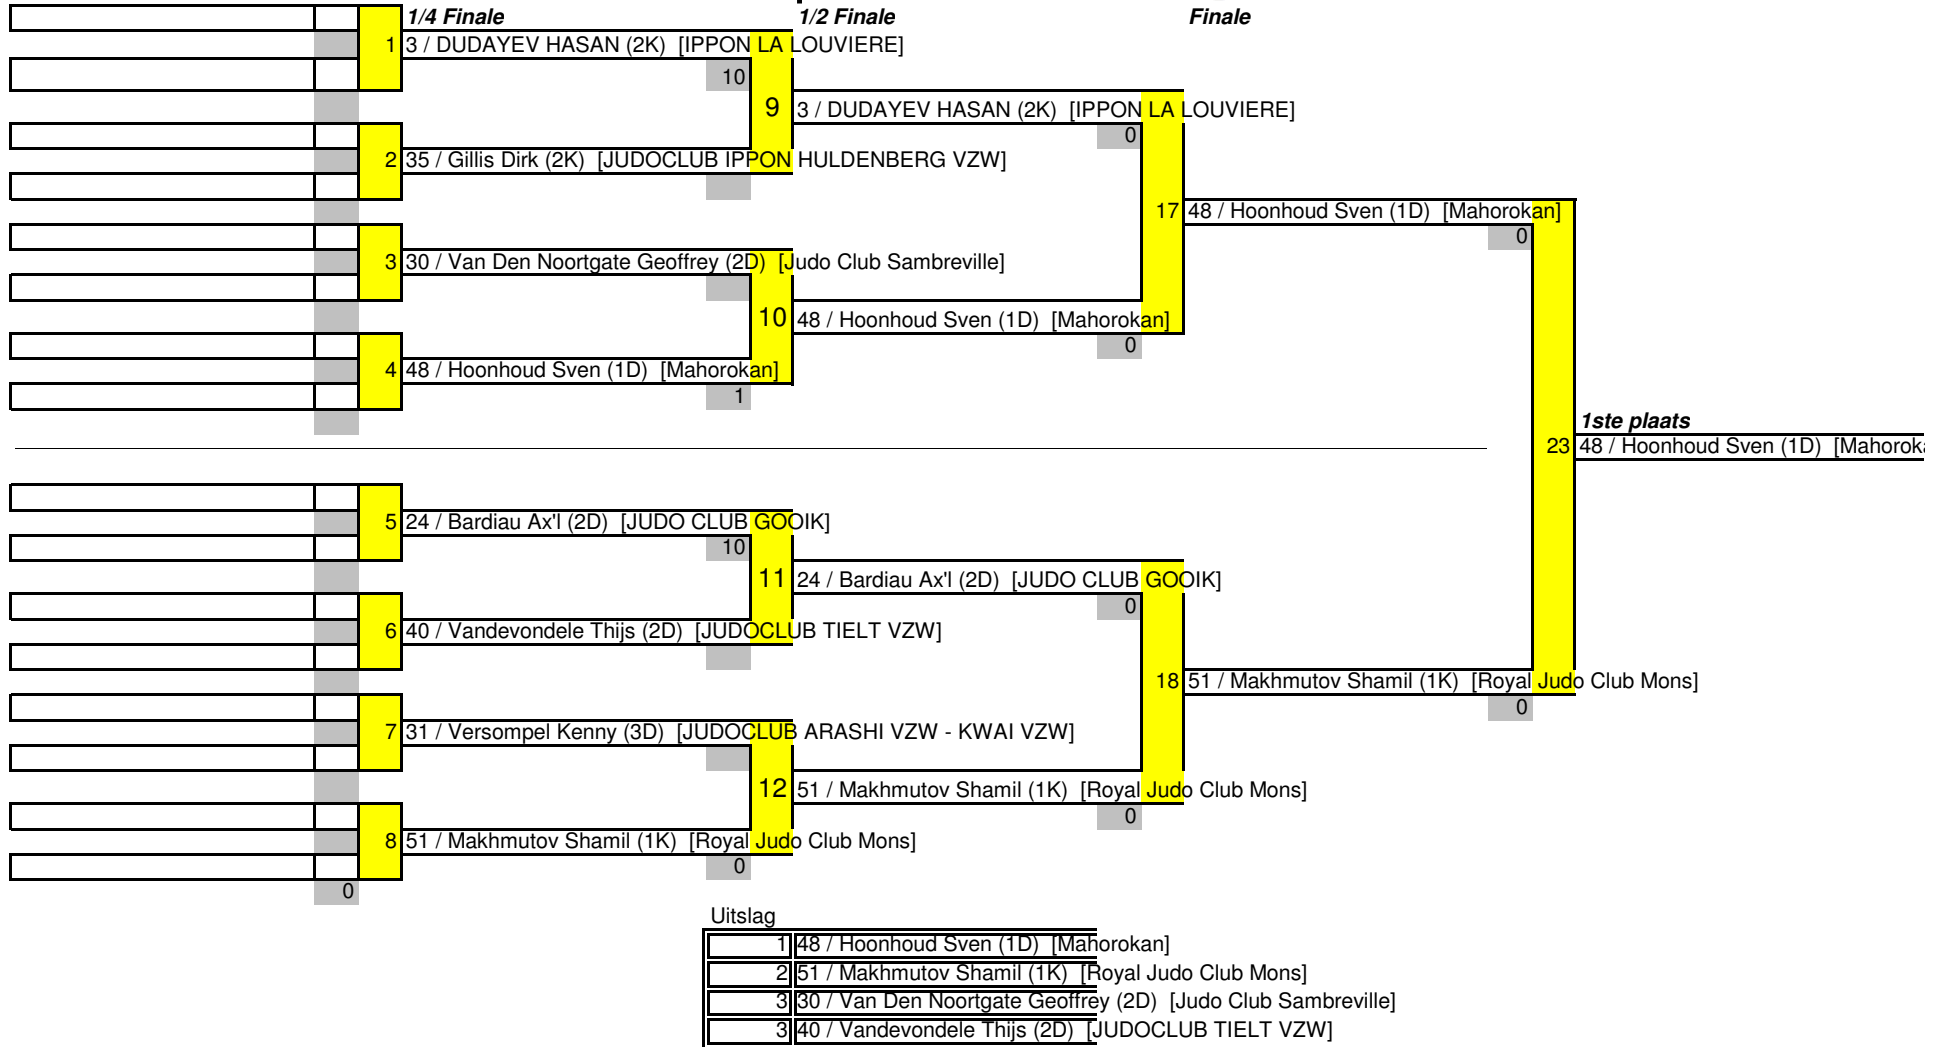 1/4 Finale 1/2 Finale Finale
1 3 / DUDAYEV HASAN (2K) [IPPON LA LOUVIERE]
10
9 3 / DUDAYEV HASAN (2K) [IPPON LA LOUVIERE]
0
2 35 / Gillis Dirk (2K) [JUDOCLUB IPPON HULDENBERG VZW]
17 48 / Hoonhoud Sven (1D) [Mahorokan]
0
3 30 / Van Den Noortgate Geoffrey (2D) [Judo Club Sambreville]
10 48 / Hoonhoud Sven (1D) [Mahorokan]
0
4 48 / Hoonhoud Sven (1D) [Mahorokan]
1
1ste plaats
23 48 / Hoonhoud Sven (1D) [Mahoroka
5 24 / Bardiau Ax'l (2D) [JUDO CLUB GOOIK]
10
11 24 / Bardiau Ax'l (2D) [JUDO CLUB GOOIK]
0
6 40 / Vandevondele Thijs (2D) [JUDOCLUB TIELT VZW]
18 51 / Makhmutov Shamil (1K) [Royal Judo Club Mons]
0
7 31 / Versompel Kenny (3D) [JUDOCLUB ARASHI VZW - KWAI VZW]
12 51 / Makhmutov Shamil (1K) [Royal Judo Club Mons]
0
8 51 / Makhmutov Shamil (1K) [Royal Judo Club Mons]
0
0
Uitslag
1 48 / Hoonhoud Sven (1D) [Mahorokan]
2 51 / Makhmutov Shamil (1K) [Royal Judo Club Mons]
3 30 / Van Den Noortgate Geoffrey (2D) [Judo Club Sambreville]
3 40 / Vandevondele Thijs (2D) [JUDOCLUB TIELT VZW]